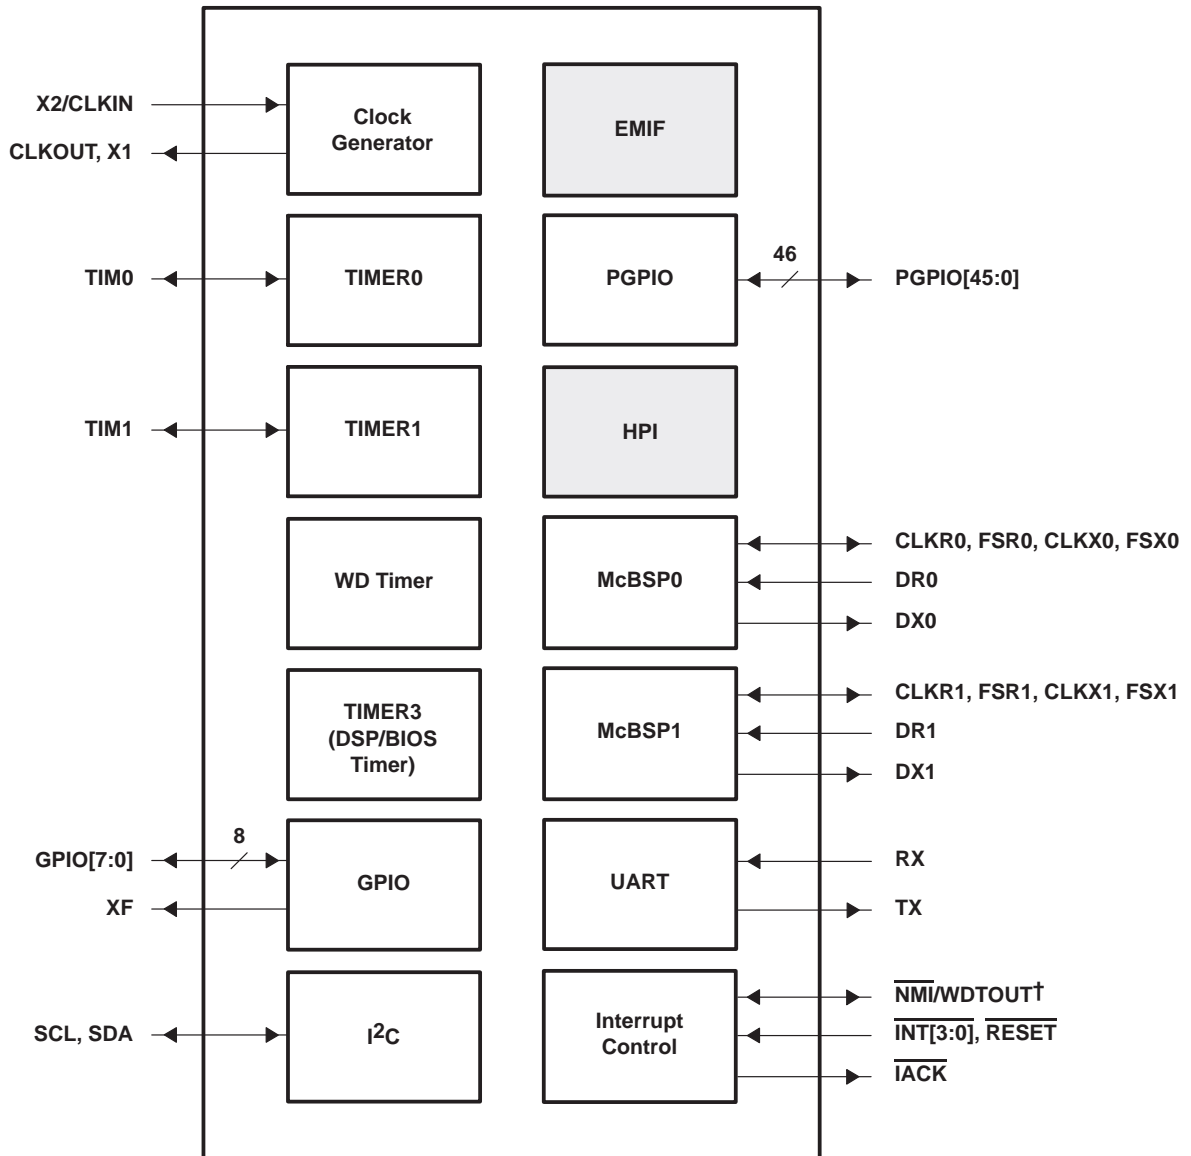 X2/CLKIN
CLKOUT, X1
Clock
Generator
EMIF
TIM0
TIMER0
PGPIO
46
PGPIO[45:0]
TIM1
TIMER1
HPI
WD Timer
McBSP0
CLKR0, FSR0, CLKX0, FSX0
DR0
DX0
TIMER3
(DSP/BIOS
Timer)
McBSP1
CLKR1, FSR1, CLKX1, FSX1
DR1
DX1
GPIO[7:0]
8
XF
GPIO
UART
RX
TX
SCL, SDA
I2C
Interrupt
Control
NMI/WDTOUT†
INT[3:0], RESET
IACK